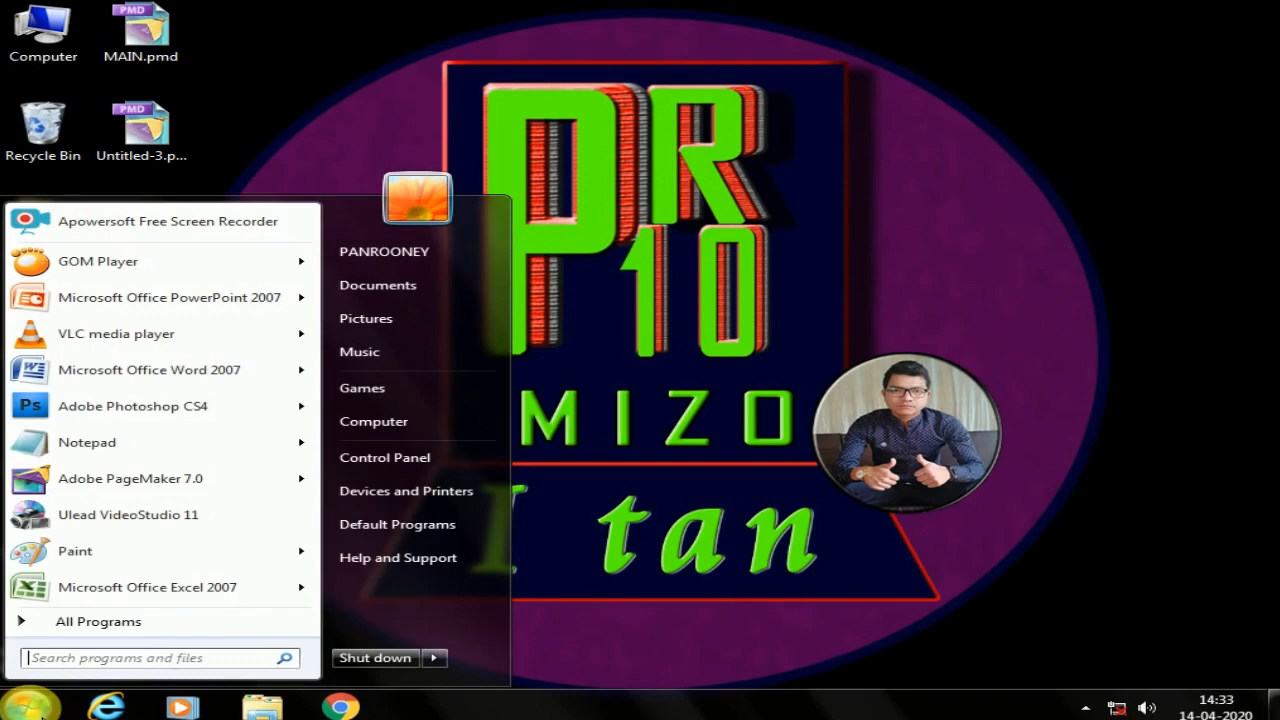 Computer
PMD
MAIN.pmd
Recycle Bin
PMD
Untitled-3.p...
PR
10
MIZO
tan
Apowersoft Free Screen Recorder
GOM Player
Microsoft Office PowerPoint 2007
VLC media player
Microsoft Office Word 2007
Ps
Adobe Photoshop CS4
Notepad
Adobe PageMaker 7.0
Ulead VideoStudio 11
Paint
Microsoft Office Excel 2007
All Programs
Search programs and files
PANROONEY
Documents
Pictures
Music
Games
Computer
Control Panel
Devices and Printers
Default Programs
Help and Support
Shut down
14:33
14-04-2020